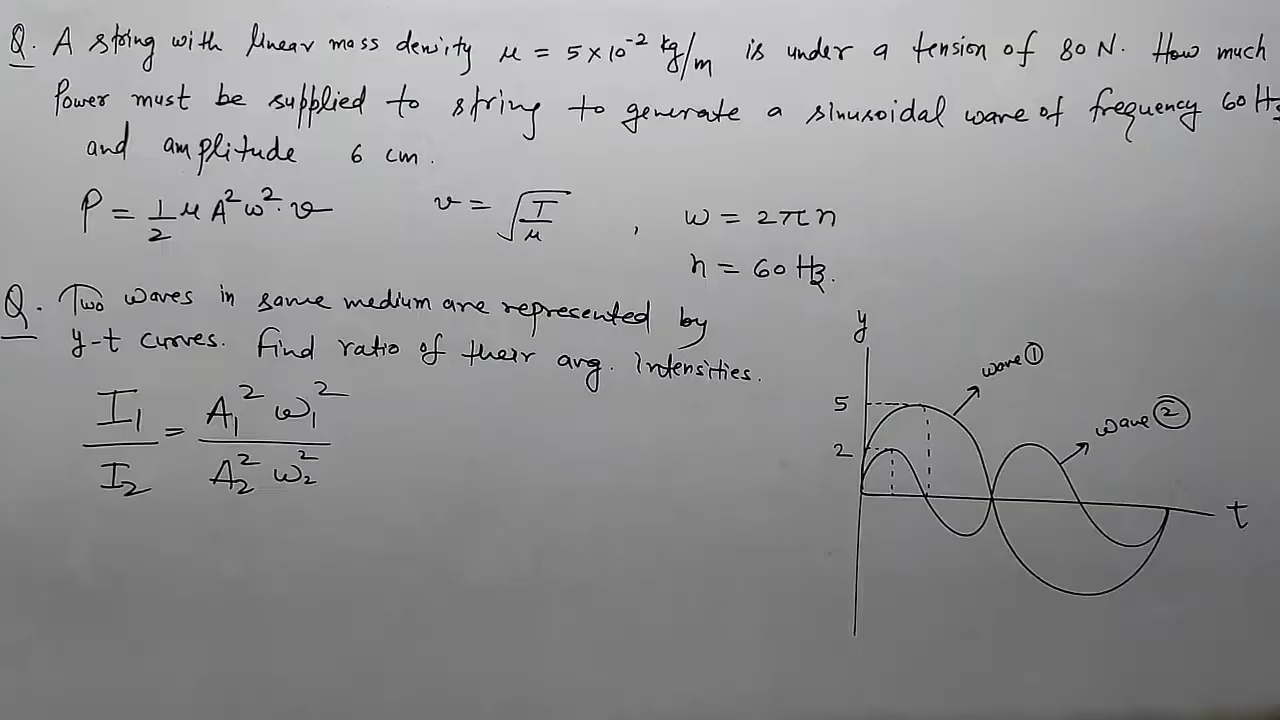 Q. A string with linear mass density μ = 5×10⁻² kg/m is under a tension of 80 N. How much
Power must be supplied to string to generate a sinusoidal wave of frequency 60 Hz
and amplitude 6 cm.
P = 1/2 μ A² ω² · v v = √(T/μ) , ω = 2πn
n = 60 Hz.
Q. Two waves in same medium are represented by
y-t curves. Find ratio of their avg. intensities.
I₁/I₂ = A₁² ω₁² / A₂² ω₂²
y
wave ①
5
wave ②
2
t